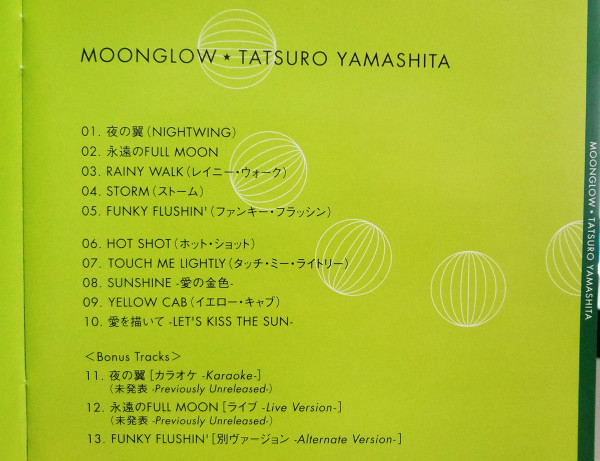 MOONGLOW ★ TATSURO YAMASHITA
01. 夜の翼（NIGHTWING）
02. 永遠のFULL MOON
03. RAINY WALK（レイニー・ウォーク）
04. STORM（ストーム）
05. FUNKY FLUSHIN'（ファンキー・フラッシン）
06. HOT SHOT（ホット・ショット）
07. TOUCH ME LIGHTLY（タッチ・ミー・ライトリー）
08. SUNSHINE -愛の金色-
09. YELLOW CAB（イエロー・キャブ）
10. 愛を描いて -LET'S KISS THE SUN-
＜Bonus Tracks＞
11. 夜の翼［カラオケ -Karaoke-］
（未発表 -Previously Unreleased-）
12. 永遠のFULL MOON［ライブ -Live Version-］
（未発表 -Previously Unreleased-）
13. FUNKY FLUSHIN'［別ヴァージョン -Alternate Version-］
MOONGLOW • TATSURO YAMASHITA